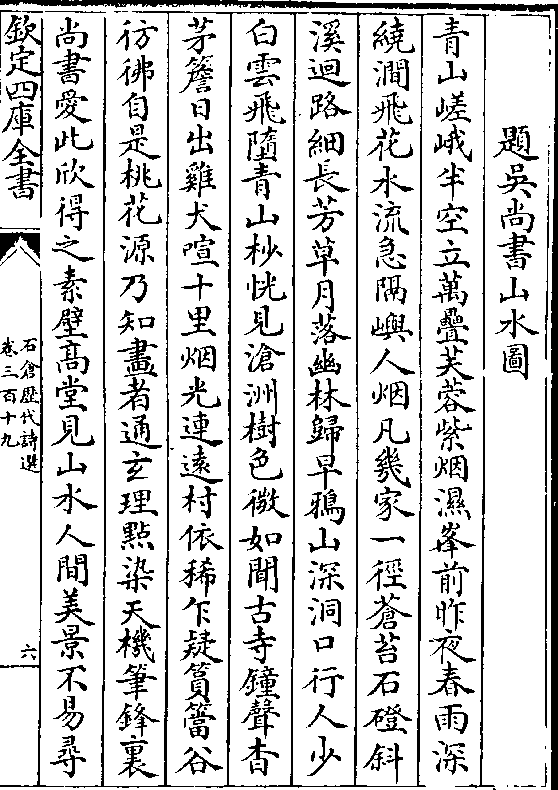 題吳尚書山水圖
青山嵯峨半空立萬疊芙蓉紫烟濕峯前昨夜春雨深
繞澗飛花水流急隔嶼人烟凡幾家一徑蒼苔石磴斜
溪迴路細長芳草月落幽林歸早鴉山深洞口行人少
白雲飛墮青山杪恍見滄洲樹色微如聞古寺鐘聲杳
茅簷日出雞犬喧十里烟光連遠村依稀乍疑篔簹谷
彷彿自是桃花源乃知畫者通玄理點染天機筆鋒裏
尚書愛此欣得之素壁髙堂見山水人間美景不易尋
欽定四庫全書
石倉歴代詩選
卷三百十九
六